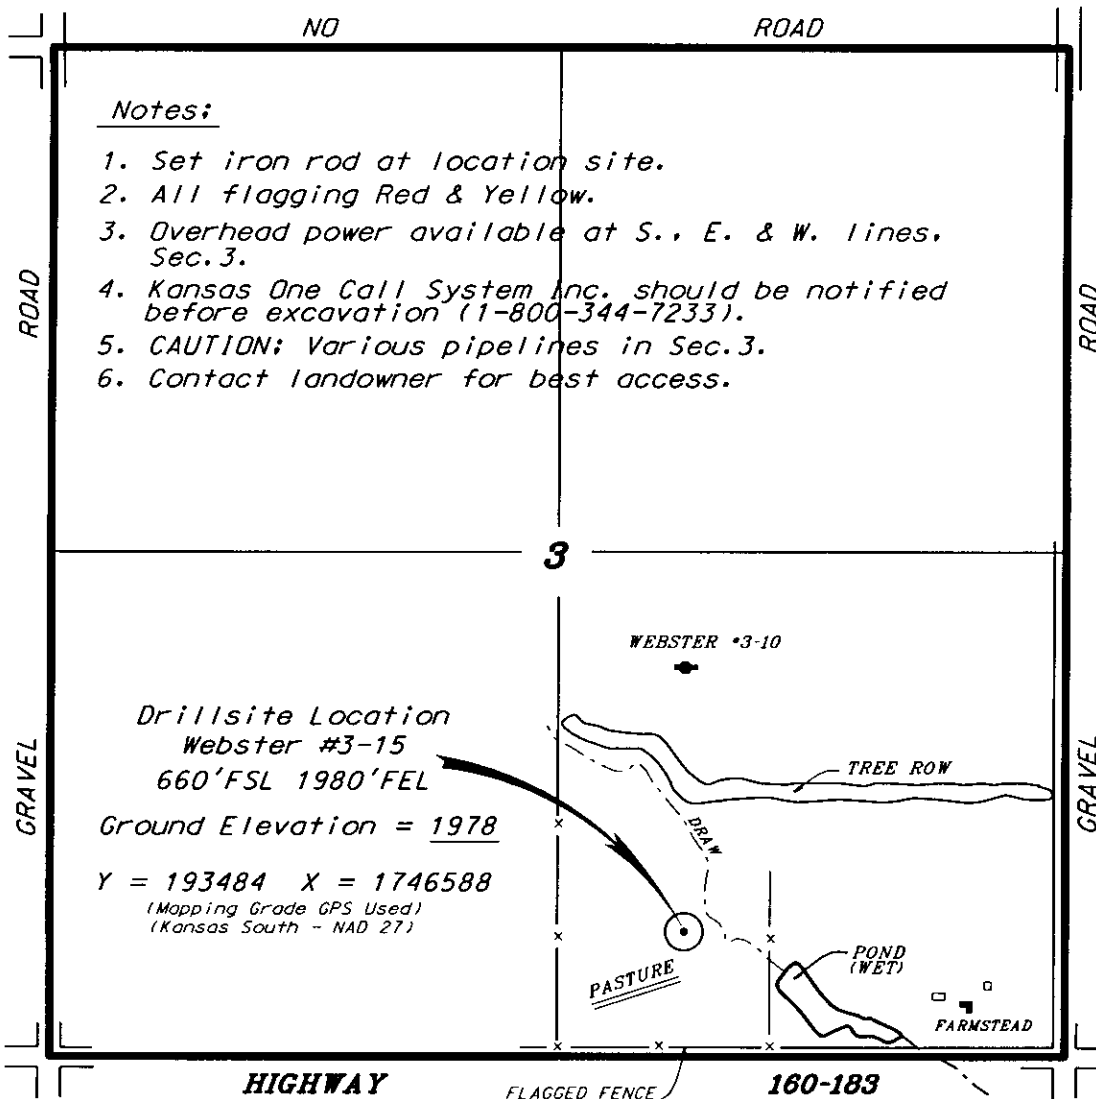 NO ROAD
Notes:
1. Set iron rod at location site.
2. All flagging Red & Yellow.
3. Overhead power available at S., E. & W. lines,
Sec.3.
4. Kansas One Call System Inc. should be notified
before excavation (1-800-344-7233).
5. CAUTION: Various pipelines in Sec.3.
6. Contact landowner for best access.
ROAD
ROAD
3
WEBSTER #3-10
Drillsite Location
Webster #3-15
660'FSL 1980'FEL
Ground Elevation = 1978
Y = 193484 X = 1746588
(Mapping Grade GPS Used)
(Kansas South - NAD 27)
GRAVEL
GRAVEL
TREE ROW
DRAW
PASTURE
POND
(WET)
FARMSTEAD
HIGHWAY
FLAGGED FENCE
160-183